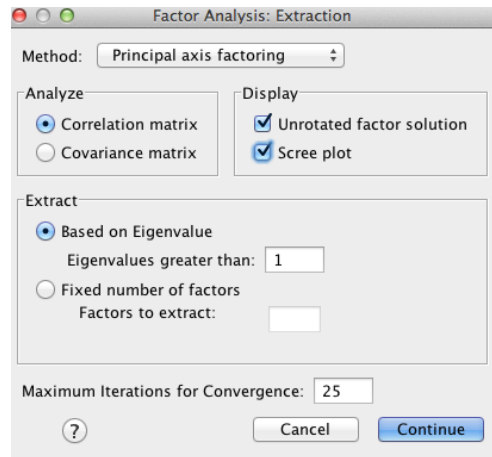 Factor Analysis: Extraction
Method: Principal axis factoring
Analyze
Correlation matrix
Covariance matrix
Display
Unrotated factor solution
Scree plot
Extract
Based on Eigenvalue
Eigenvalues greater than: 1
Fixed number of factors
Factors to extract:
Maximum Iterations for Convergence: 25
? Cancel Continue